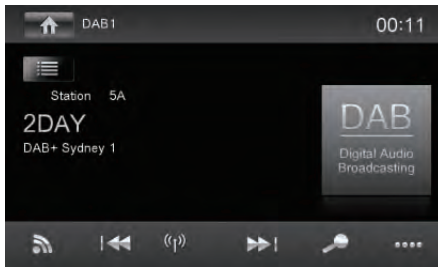 DAB1
00:11
Station 5A
2DAY
DAB+ Sydney 1
DAB
Digital Audio
Broadcasting